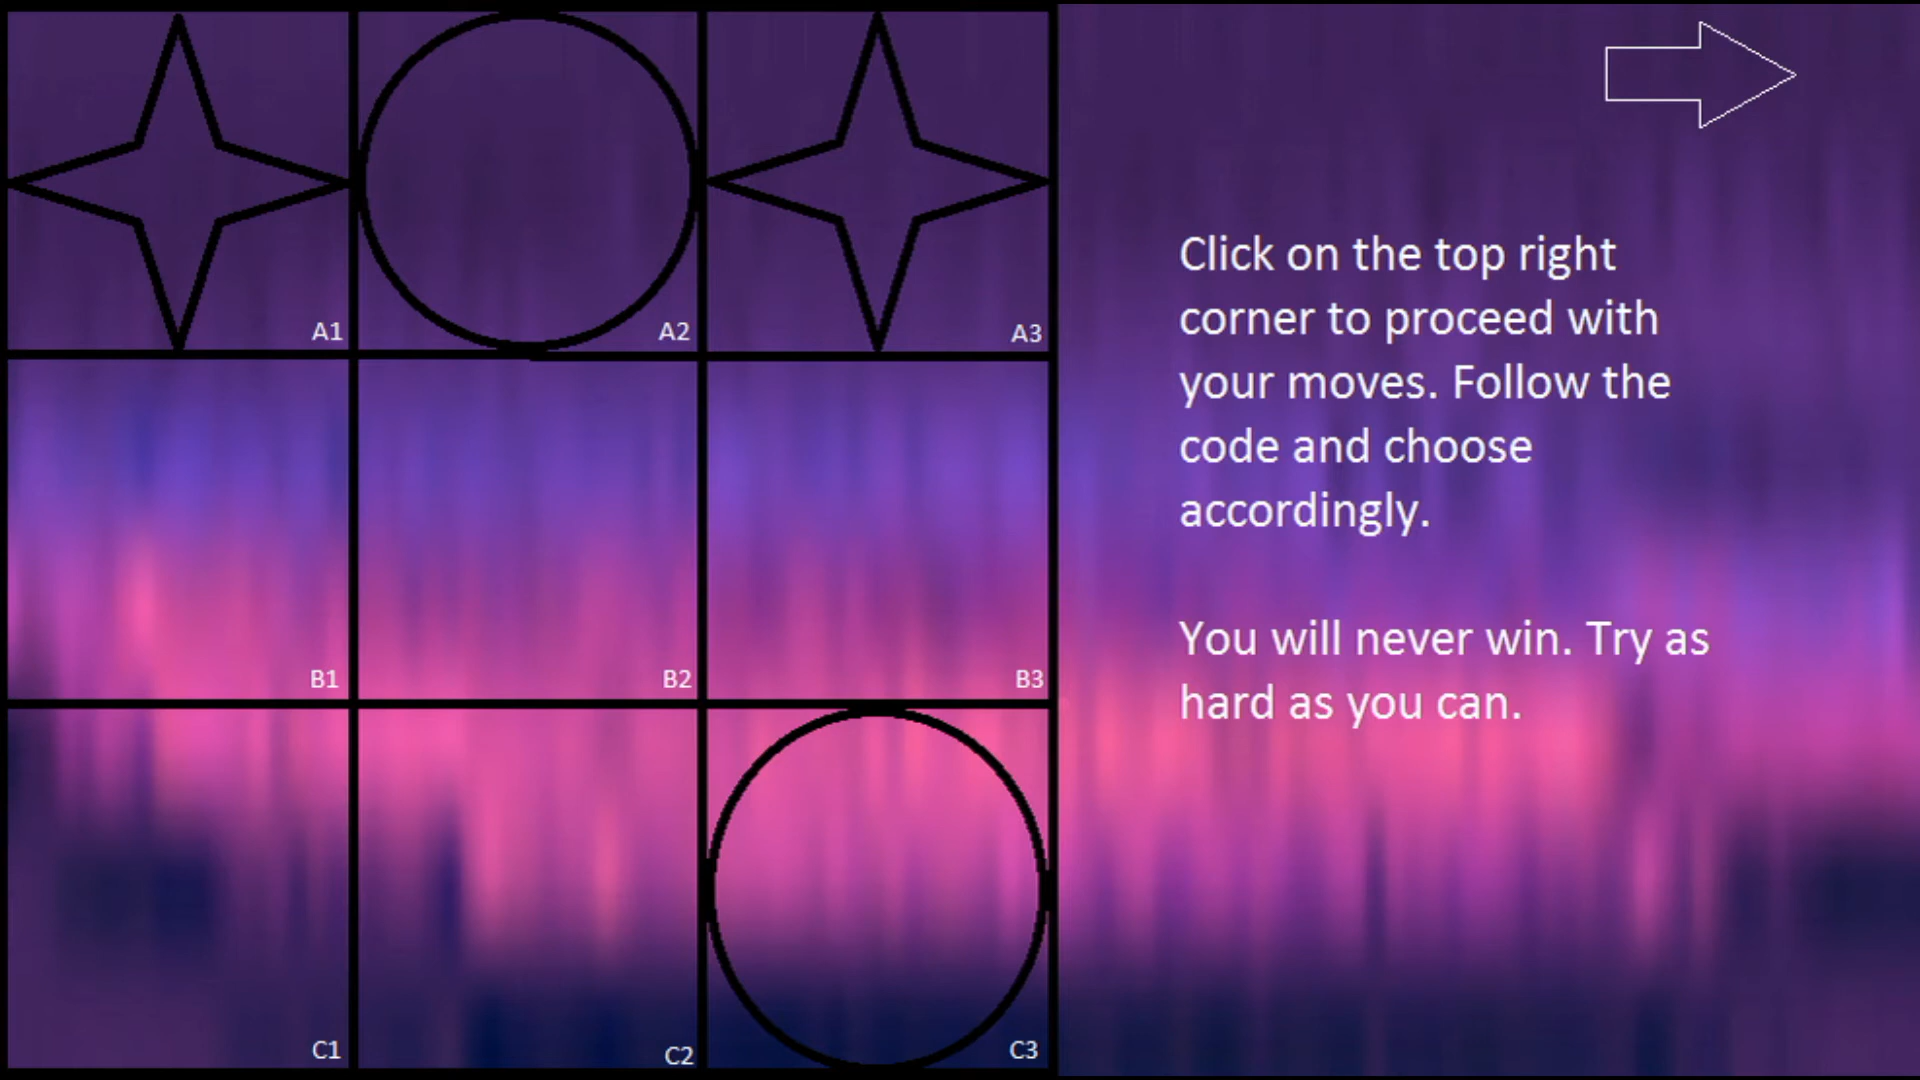 A1
A2
A3
B1
B2
B3
C1
C2
C3
Click on the top right
corner to proceed with
your moves. Follow the
code and choose
accordingly.
You will never win. Try as
hard as you can.